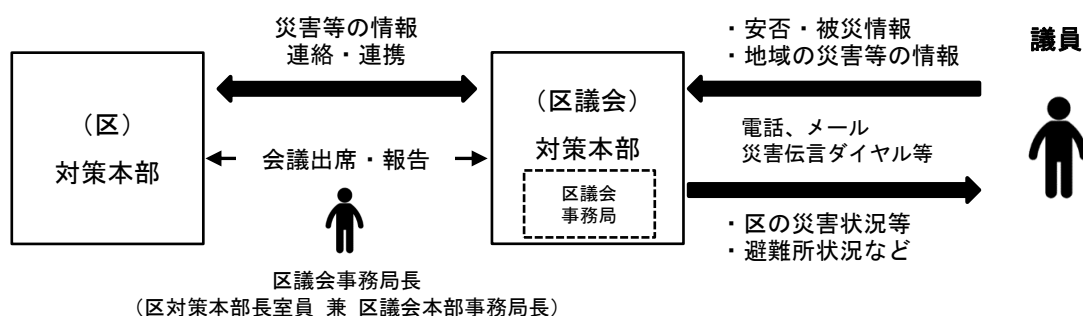 災害等の情報
連絡・連携
・安否・被災情報
・地域の災害等の情報
議員
（区）
対策本部
（区議会）
対策本部
区議会
事務局
会議出席・報告
電話、メール
災害伝言ダイヤル等
・区の災害状況等
・避難所状況など
区議会事務局長
（区対策本部長室員 兼 区議会本部事務局長）